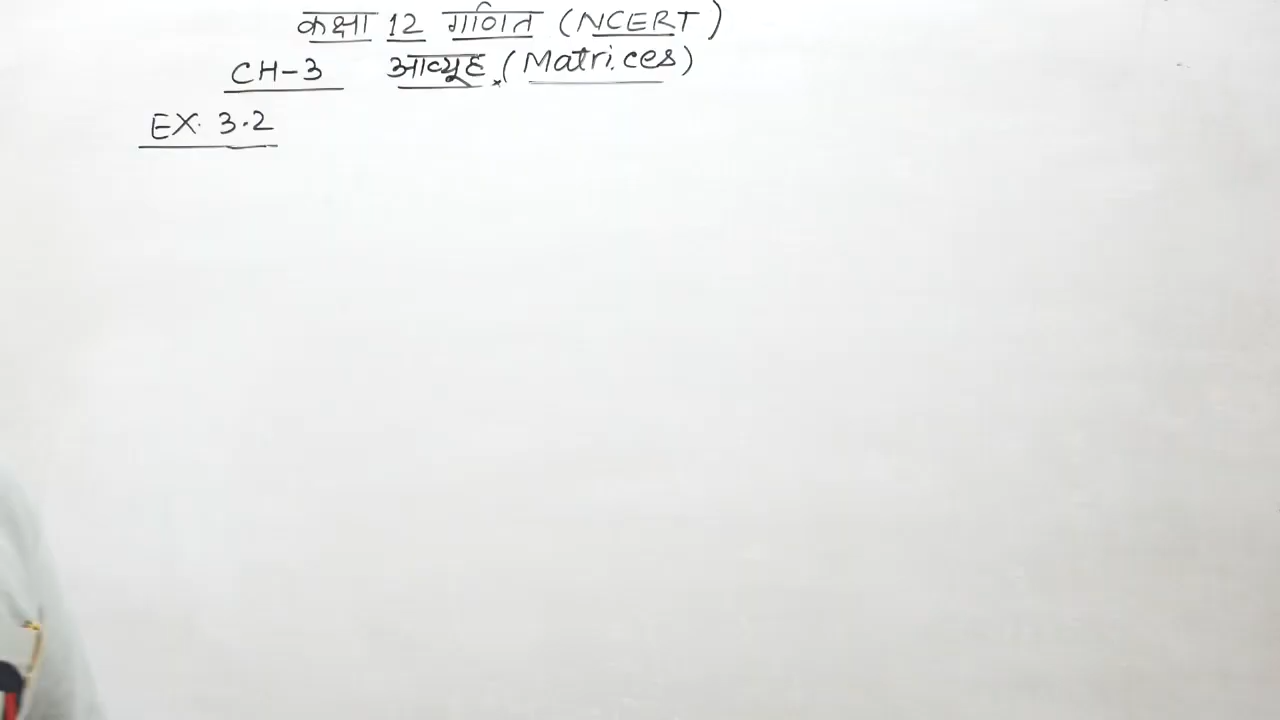 कक्षा 12 गणित (NCERT)
CH-3 आव्यूह (Matrices)
EX. 3.2